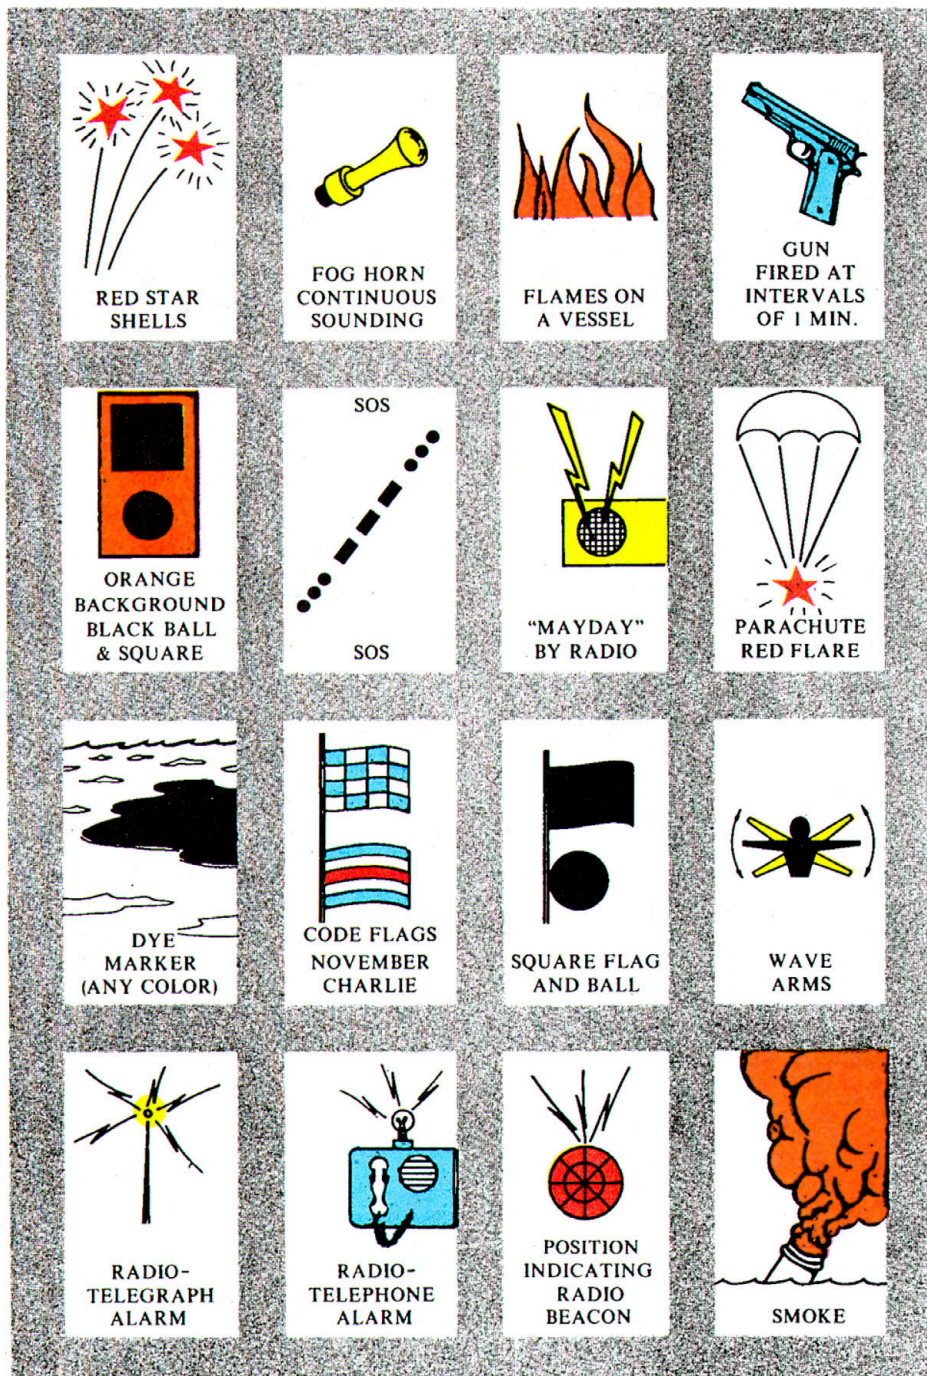 RED STAR
SHELLS
FOG HORN
CONTINUOUS
SOUNDING
FLAMES ON
A VESSEL
GUN
FIRED AT
INTERVALS
OF 1 MIN.
ORANGE
BACKGROUND
BLACK BALL
& SQUARE
SOS
SOS
"MAYDAY"
BY RADIO
PARACHUTE
RED FLARE
DYE
MARKER
(ANY COLOR)
CODE FLAGS
NOVEMBER
CHARLIE
SQUARE FLAG
AND BALL
WAVE
ARMS
RADIO-
TELEGRAPH
ALARM
RADIO-
TELEPHONE
ALARM
POSITION
INDICATING
RADIO
BEACON
SMOKE